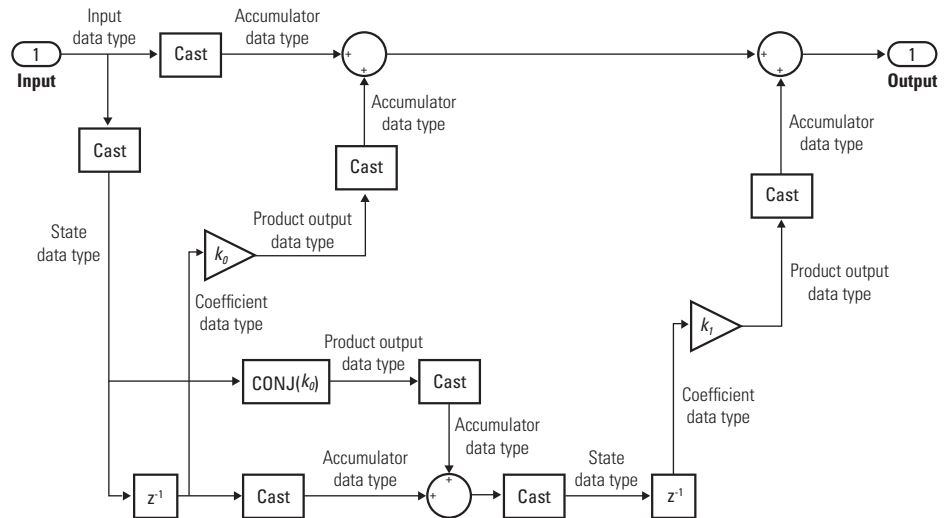 Input
data type
Accumulator
data type
1
Input
Cast
+
+
+
+
1
Output
Cast
Accumulator
data type
Accumulator
data type
Cast
Cast
State
data type
Product output
data type
k0
Product output
data type
Coefficient
data type
k1
Product output
data type
CONJ(k0)
Cast
Coefficient
data type
Accumulator
data type
Accumulator
data type
State
data type
+
+
z-1
Cast
Cast
z-1